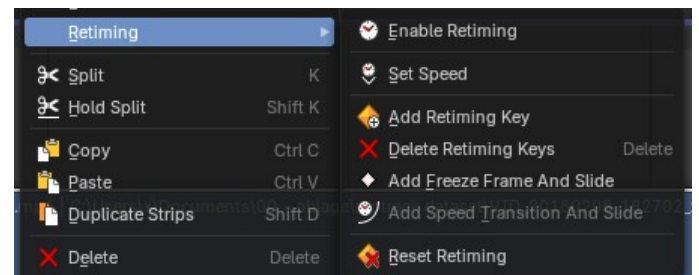 Retiming
Split K
Hold Split Shift K
Copy Ctrl C
Paste Ctrl V
Duplicate Strips Shift D
Delete Delete
Enable Retiming
Set Speed
Add Retiming Key
Delete Retiming Keys Delete
Add Freeze Frame And Slide
Add Speed Transition And Slide
Reset Retiming